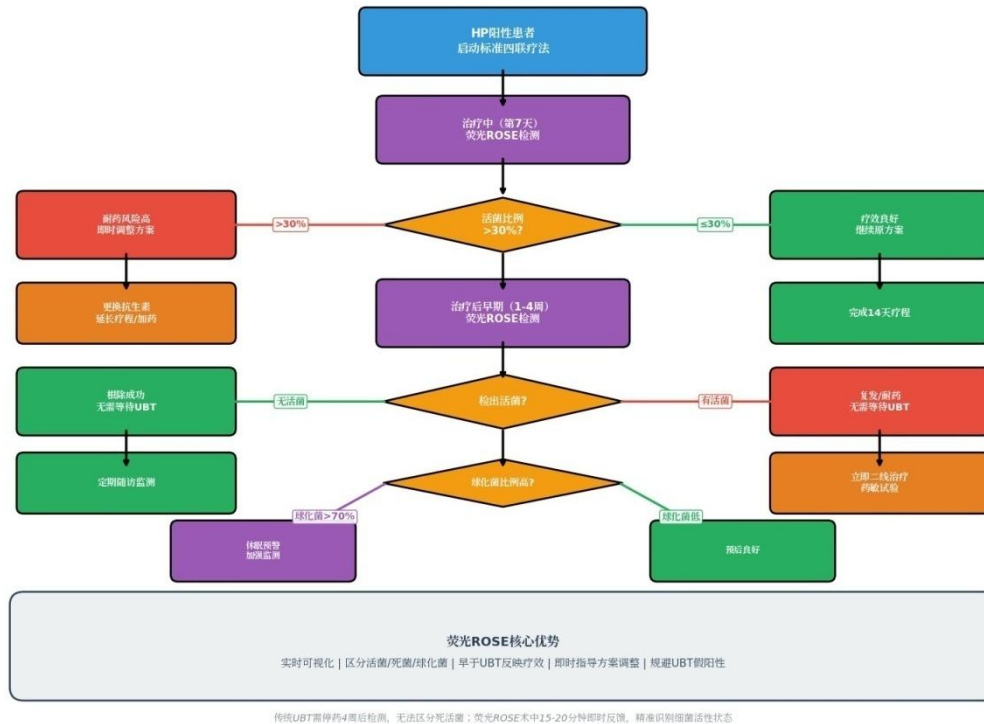 HP阳性患者
启动标准四联疗法
治疗中（第7天）
荧光ROSE检测
耐药风险高
即时调整方案
>30%
活菌比例
>30%?
≤30%
疗效良好
继续原方案
更换抗生素
延长疗程/加药
治疗后早期（1-4周）
荧光ROSE检测
完成14天疗程
根除成功
无需等待UBT
无活菌
检出活菌?
有活菌
复发/耐药
无需等待UBT
定期随访监测
球化菌比例高?
立即二线治疗
药敏试验
球化菌>70%
球化菌低
休眠预警
加强监测
预后良好
荧光ROSE核心优势
实时可视化 | 区分活菌/死菌/球化菌 | 早于UBT反映疗效 | 即时指导方案调整 | 规避UBT假阳性
传统UBT需停药4周后检测，无法区分死活菌；荧光ROSE术中15-20分钟即时反馈，精准识别细菌活性状态